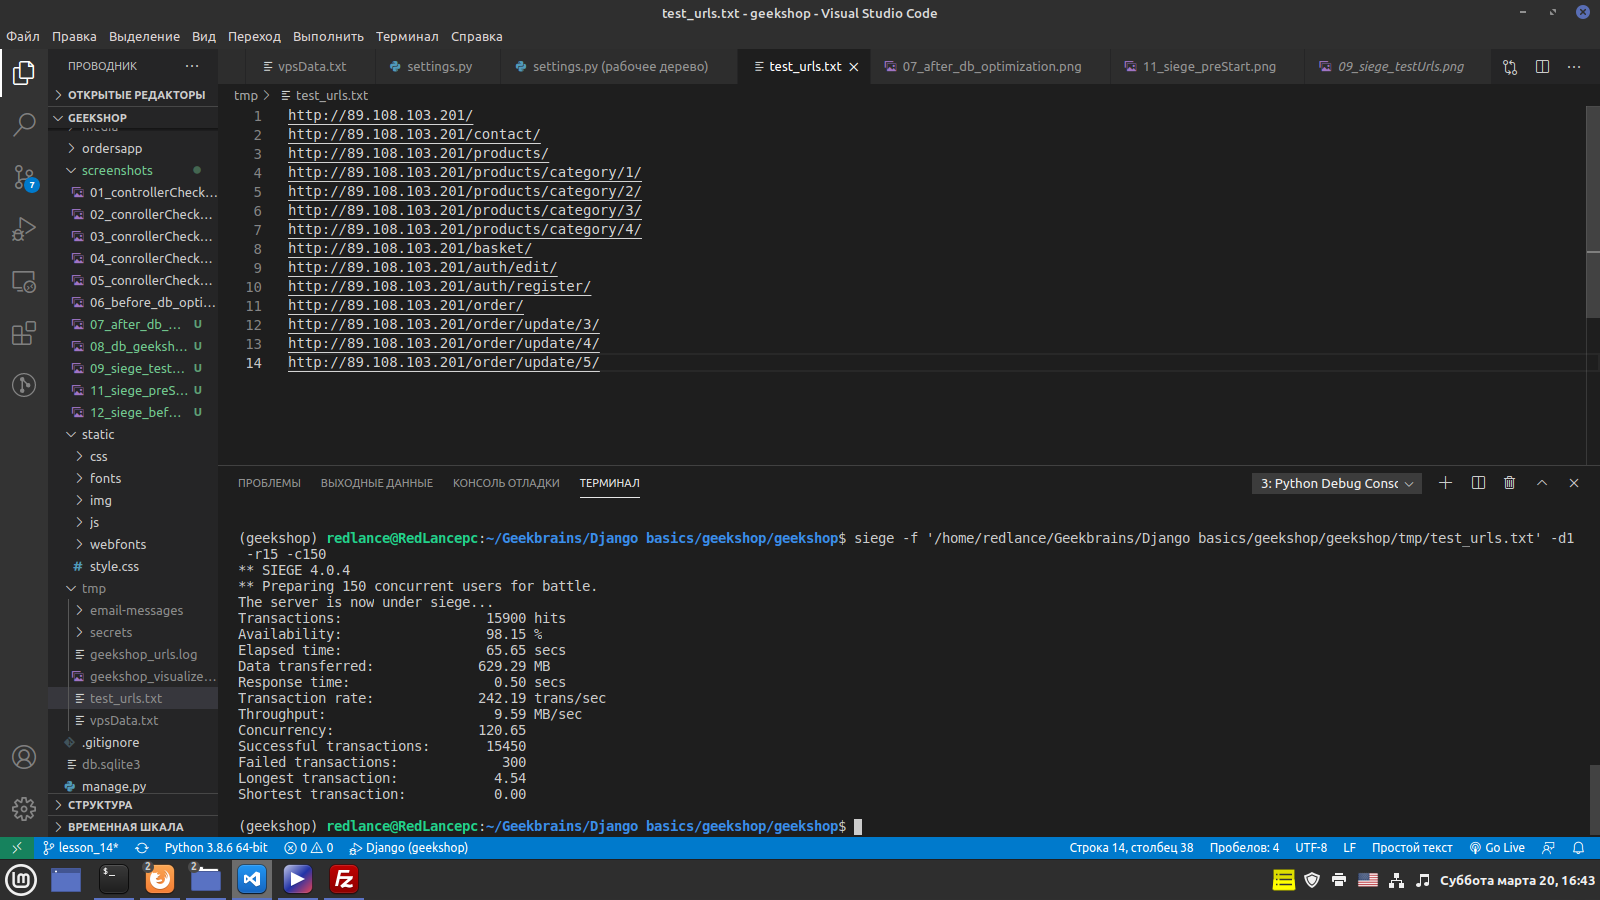 test_urls.txt - geekshop - Visual Studio Code
Файл Правка Выделение Вид Переход Выполнить Терминал Справка
ПРОВОДНИК ···
vpsData.txt settings.py settings.py (рабочее дерево) test_urls.txt 07_after_db_optimization.png 11_siege_preStart.png 09_siege_testUrls.png
ОТКРЫТЫЕ РЕДАКТОРЫ
GEEKSHOP
media
ordersapp
screenshots
01_controllerCheck...
02_conrollerCheck...
03_conrollerCheck...
04_conrollerCheck...
05_conrollerCheck...
06_before_db_opti...
07_after_db_... U
08_db_geeksh... U
09_siege_test... U
11_siege_preS... U
12_siege_bef... U
static
css
fonts
img
js
webfonts
# style.css
tmp
email-messages
secrets
geekshop_urls.log
geekshop_visualize...
test_urls.txt
vpsData.txt
.gitignore
db.sqlite3
manage.py
СТРУКТУРА
ВРЕМЕННАЯ ШКАЛА
7
tmp > test_urls.txt
1 http://89.108.103.201/
2 http://89.108.103.201/contact/
3 http://89.108.103.201/products/
4 http://89.108.103.201/products/category/1/
5 http://89.108.103.201/products/category/2/
6 http://89.108.103.201/products/category/3/
7 http://89.108.103.201/products/category/4/
8 http://89.108.103.201/basket/
9 http://89.108.103.201/auth/edit/
10 http://89.108.103.201/auth/register/
11 http://89.108.103.201/order/
12 http://89.108.103.201/order/update/3/
13 http://89.108.103.201/order/update/4/
14 http://89.108.103.201/order/update/5/
ПРОБЛЕМЫ ВЫХОДНЫЕ ДАННЫЕ КОНСОЛЬ ОТЛАДКИ ТЕРМИНАЛ 3: Python Debug Consc
(geekshop) redlance@RedLancepc:~/Geekbrains/Django basics/geekshop/geekshop$ siege -f '/home/redlance/Geekbrains/Django basics/geekshop/geekshop/tmp/test_urls.txt' -d1
-r15 -c150
** SIEGE 4.0.4
** Preparing 150 concurrent users for battle.
The server is now under siege...
Transactions: 15900 hits
Availability: 98.15 %
Elapsed time: 65.65 secs
Data transferred: 629.29 MB
Response time: 0.50 secs
Transaction rate: 242.19 trans/sec
Throughput: 9.59 MB/sec
Concurrency: 120.65
Successful transactions: 15450
Failed transactions: 300
Longest transaction: 4.54
Shortest transaction: 0.00
(geekshop) redlance@RedLancepc:~/Geekbrains/Django basics/geekshop/geekshop$
lesson_14* Python 3.8.6 64-bit 0 0 Django (geekshop) Строка 14, столбец 38 Пробелов: 4 UTF-8 LF Простой текст Go Live
$_ 2 2 Fz Суббота марта 20, 16:43